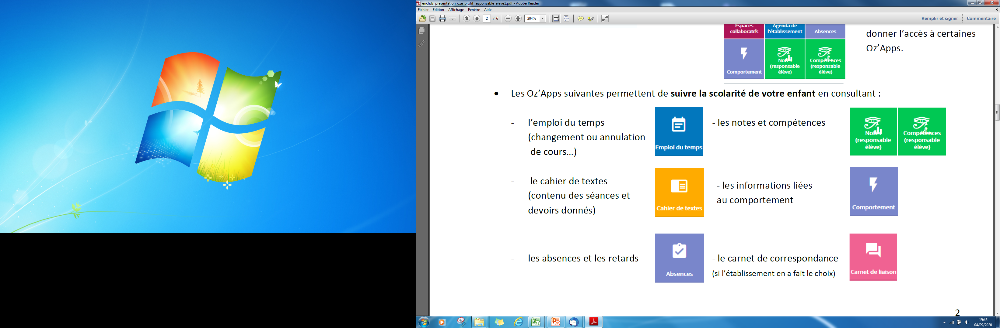 enchds_presentation_oze_profil_responsable_eleve1.pdf - Adobe Reader
Fichier Edition Affichage Fenêtre Aide
2 / 6 204% Remplir et signer Commentaire
Espaces collaboratifs
Agenda de l'établissement
Absences
donner l’accès à certaines
Oz’Apps.
Comportement
Notes
(responsable
élève)
Compétences
(responsable
élève)
• Les Oz’Apps suivantes permettent de suivre la scolarité de votre enfant en consultant :
- l’emploi du temps
(changement ou annulation
de cours…)
Emploi du temps
- les notes et compétences
Notes
(responsable
élève)
Compétences
(responsable
élève)
- le cahier de textes
(contenu des séances et
devoirs donnés)
Cahier de textes
- les informations liées
au comportement
Comportement
- les absences et les retards
Absences
- le carnet de correspondance
(si l’établissement en a fait le choix)
Carnet de liaison
2
19:43
04/09/2020